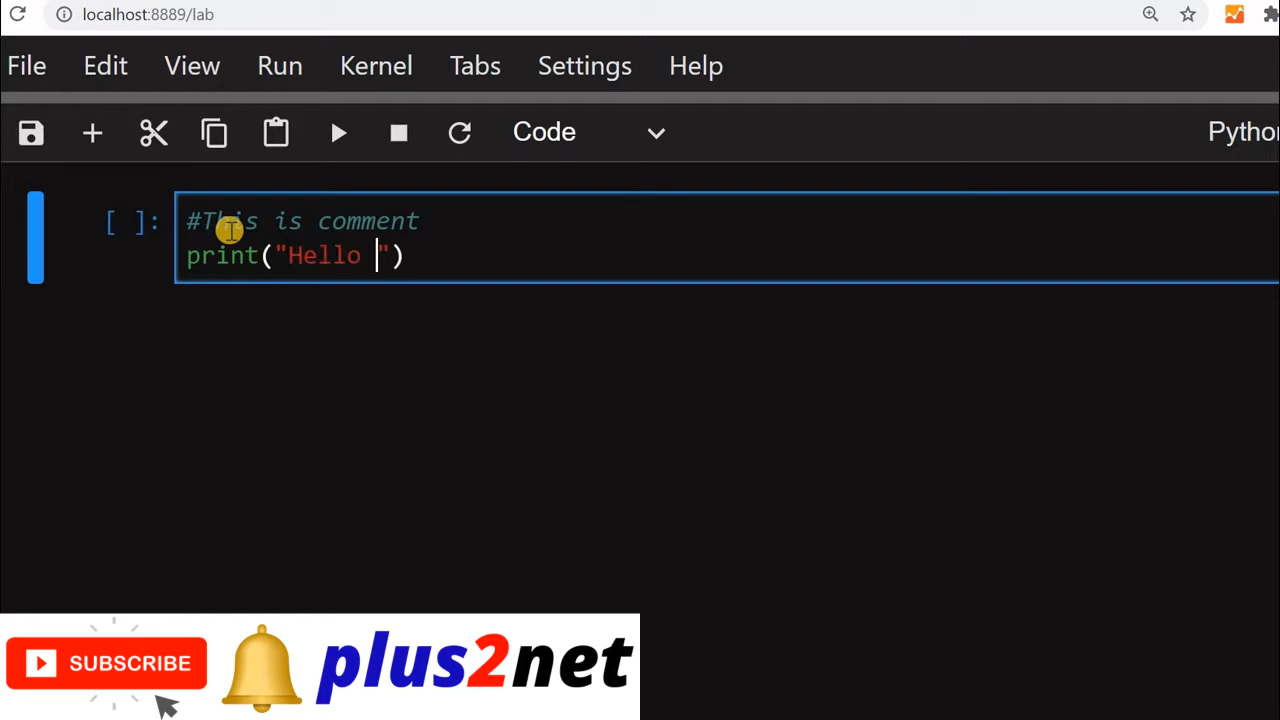 localhost:8889/lab
File Edit View Run Kernel Tabs Settings Help
Code Python
[ ]: #This is comment
print("Hello ")
SUBSCRIBE plus2net